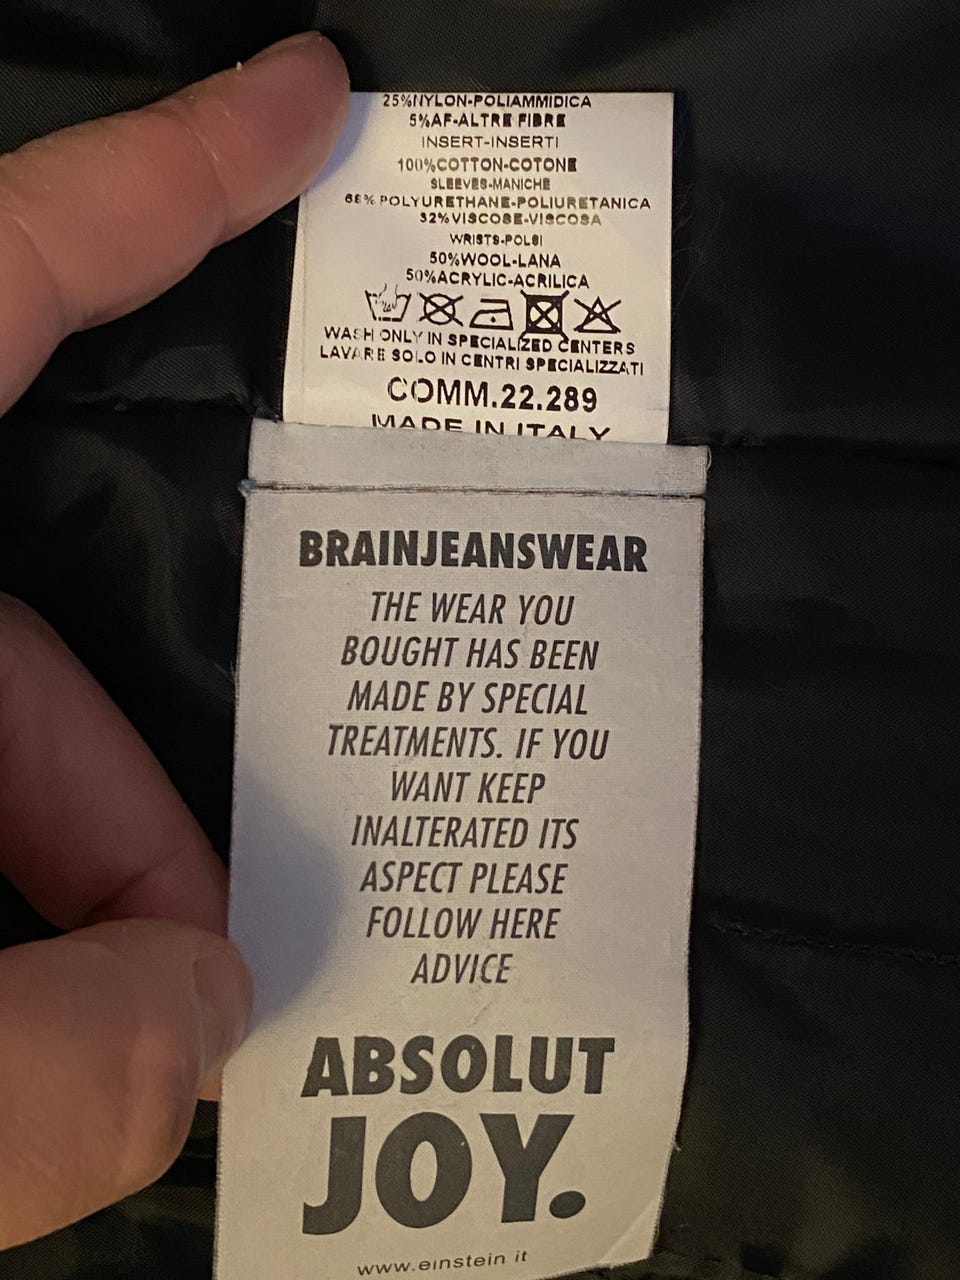 25%NYLON-POLIAMMIDICA
5%AF-ALTRE FIBRE
INSERT-INSERTI
100%COTTON-COTONE
SLEEVES-MANICHE
68% POLYURETHANE-POLIURETANICA
32%VISCOSE-VISCOSA
WRISTS-POLSI
50%WOOL-LANA
50%ACRYLIC-ACRILICA
WASH ONLY IN SPECIALIZED CENTERS
LAVARE SOLO IN CENTRI SPECIALIZZATI
COMM.22.289
MADE IN ITALY
BRAINJEANSWEAR
THE WEAR YOU
BOUGHT HAS BEEN
MADE BY SPECIAL
TREATMENTS. IF YOU
WANT KEEP
INALTERATED ITS
ASPECT PLEASE
FOLLOW HERE
ADVICE
ABSOLUT
JOY.
www.einstein it